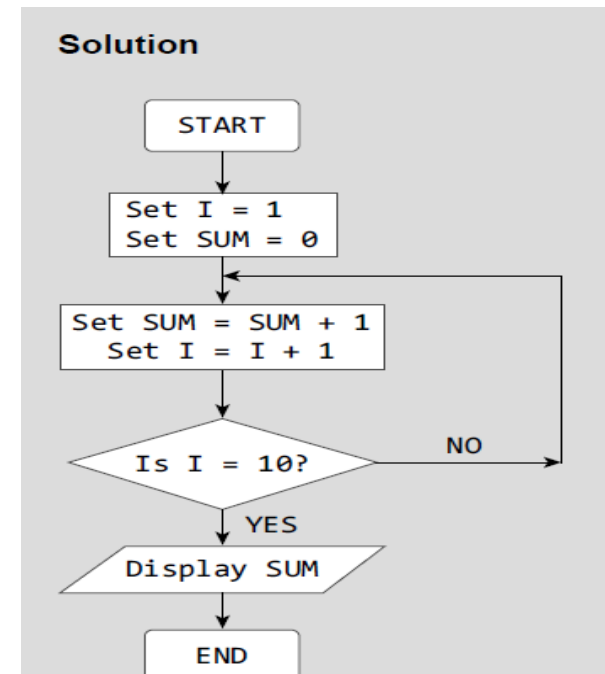 Solution
START
Set I = 1
Set SUM = 0
Set SUM = SUM + 1
Set I = I + 1
Is I = 10?
NO
YES
Display SUM
END